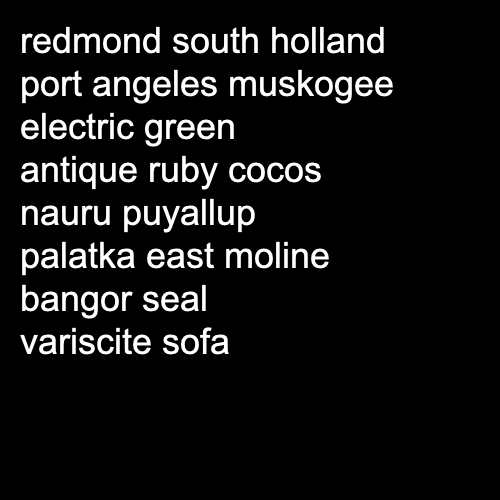 redmond south holland
port angeles muskogee
electric green
antique ruby cocos
nauru puyallup
palatka east moline
bangor seal
variscite sofa